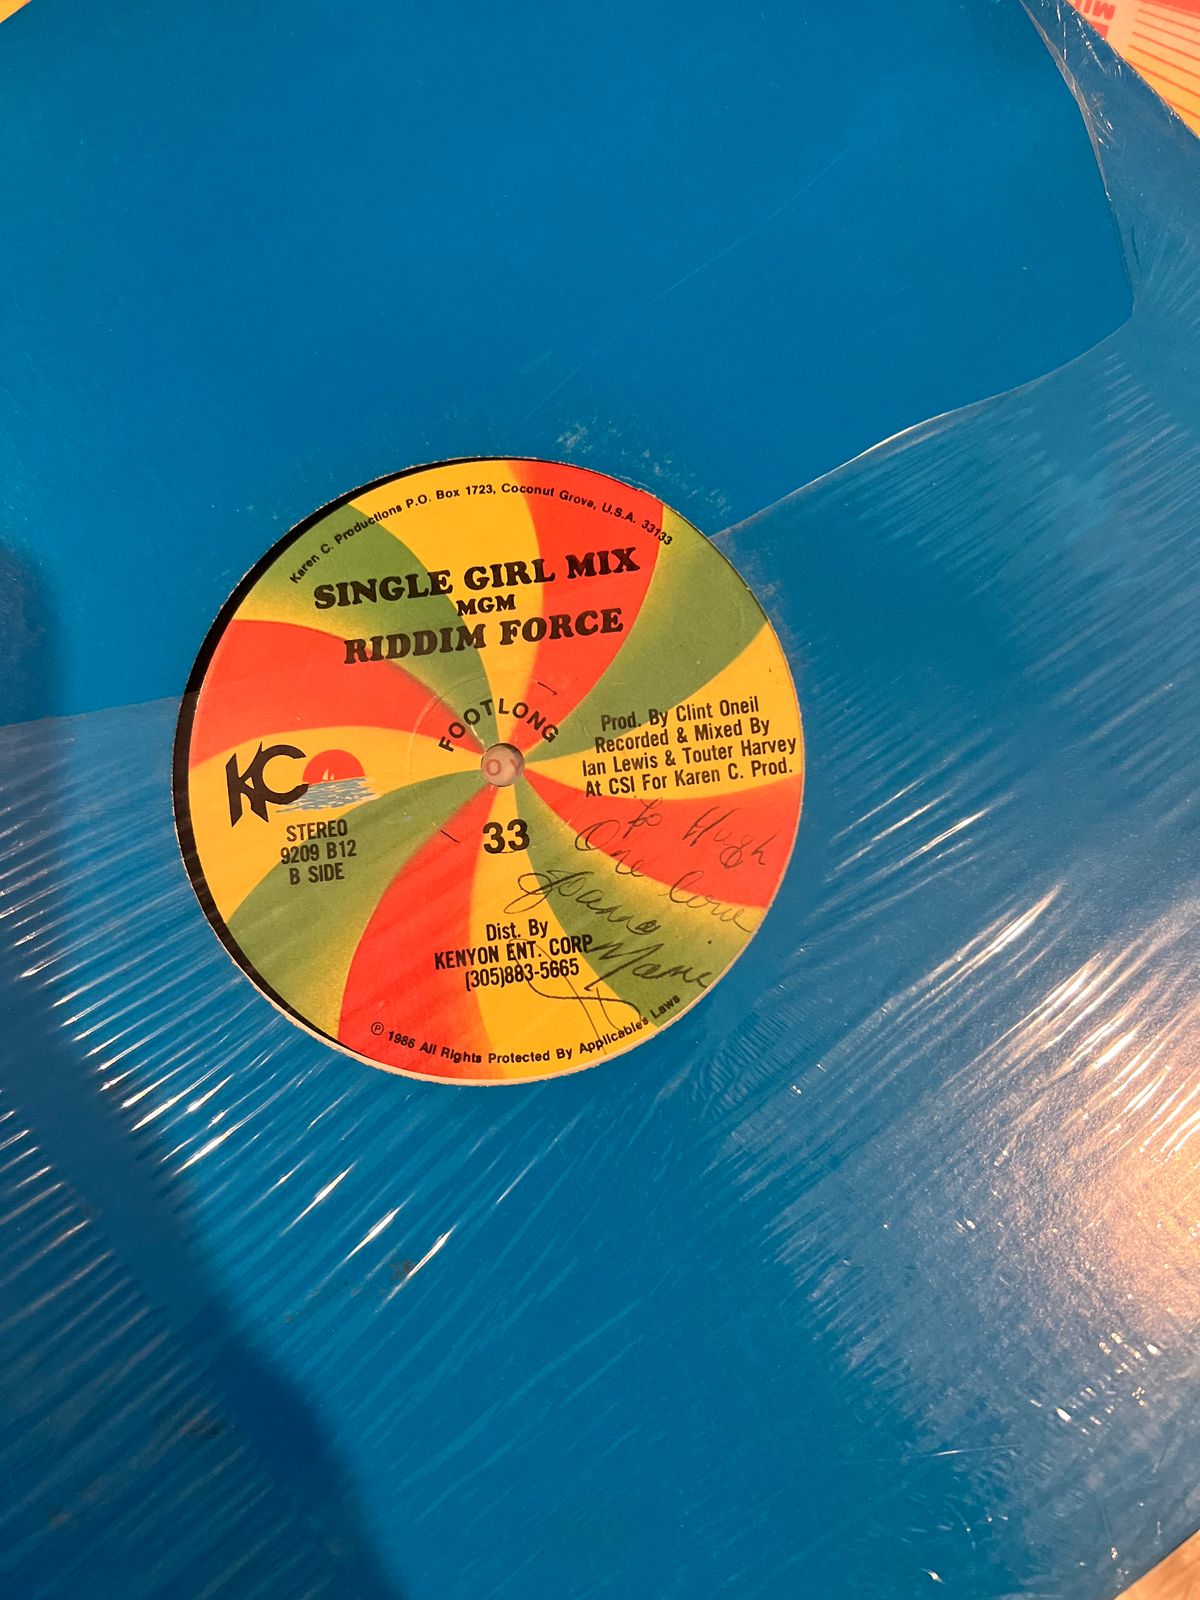 Karen C. Productions P.O. Box 1723, Coconut Grove, U.S.A. 33133
SINGLE GIRL MIX
MGM
RIDDIM FORCE
FOOTLONG
Prod. By Clint Oneil
Recorded & Mixed By
Ian Lewis & Touter Harvey
At CSI For Karen C. Prod.
KC
STEREO
9209 B12
B SIDE
33
To Hugh
One love
Joanne
Marie
Dist. By
KENYON ENT. CORP
(305)883-5665
Ⓟ 1986 All Rights Protected By Applicables Laws